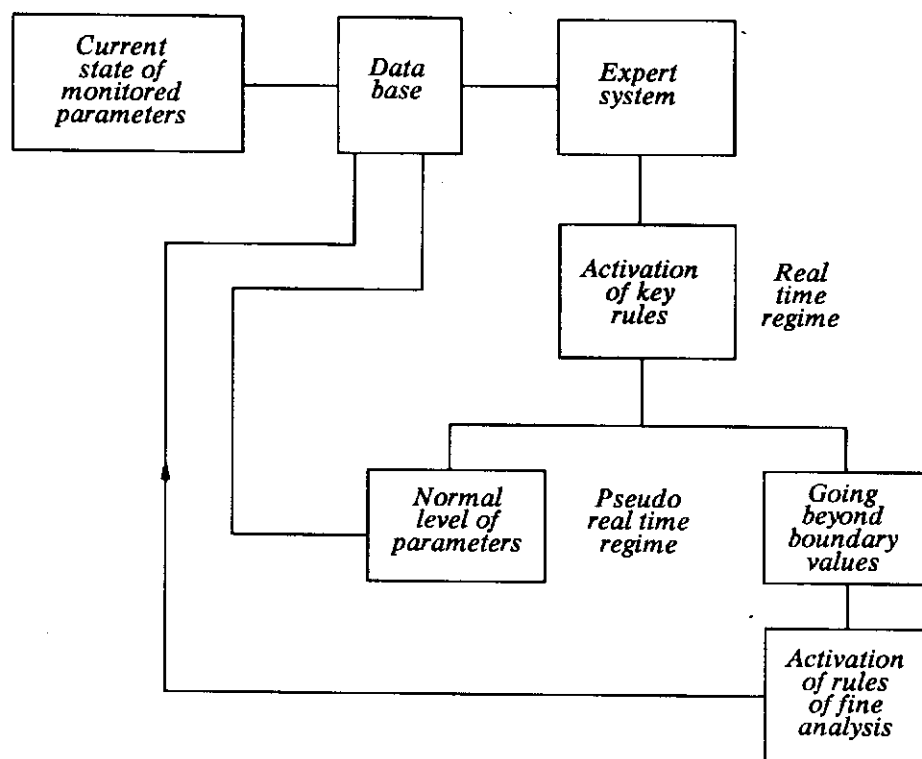 Current
state of
monitored
parameters
Data
base
Expert
system
Activation
of key
rules
Real
time
regime
Normal
level of
parameters
Pseudo
real time
regime
Going
beyond
boundary
values
Activation
of rules
of fine
analysis